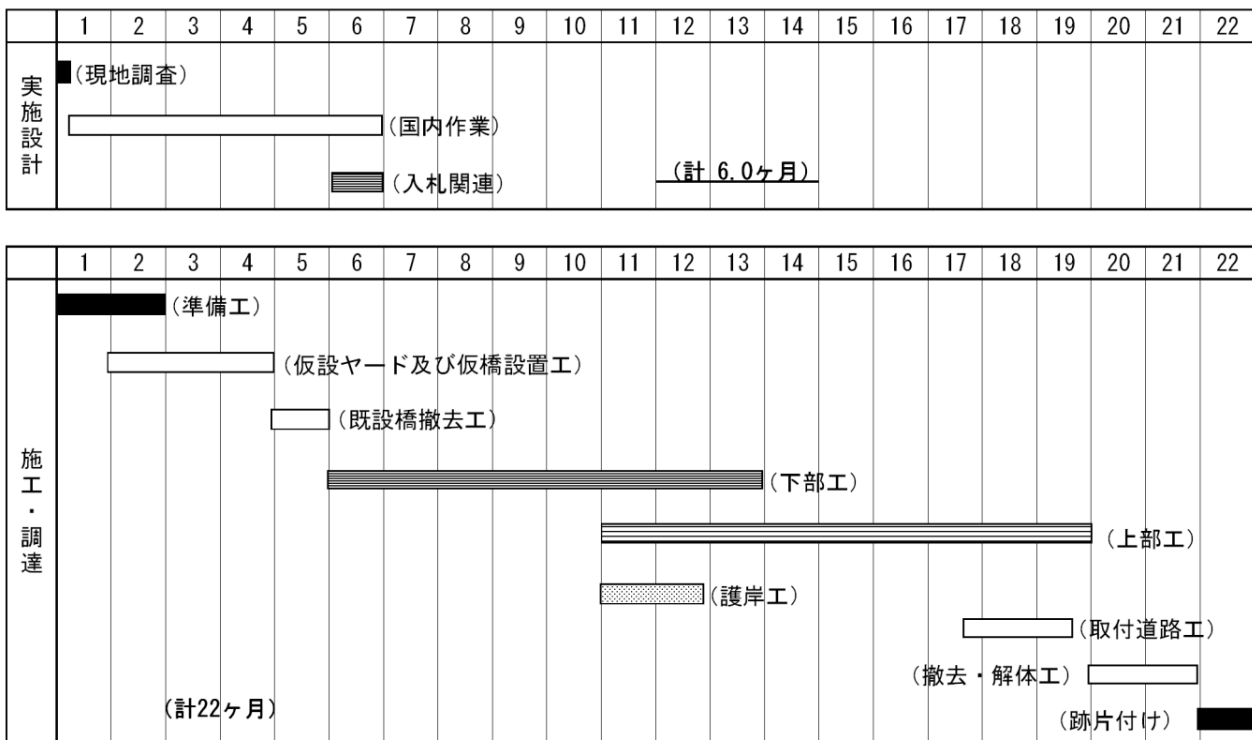 1 2 3 4 5 6 7 8 9 10 11 12 13 14 15 16 17 18 19 20 21 22
実施設計
(現地調査)
(国内作業)
(入札関連)
(計 6.0ヶ月)
1 2 3 4 5 6 7 8 9 10 11 12 13 14 15 16 17 18 19 20 21 22
施工・調達
(準備工)
(仮設ヤード及び仮橋設置工)
(既設橋撤去工)
(下部工)
(上部工)
(護岸工)
(取付道路工)
(撤去・解体工)
(計22ヶ月)
(跡片付け)